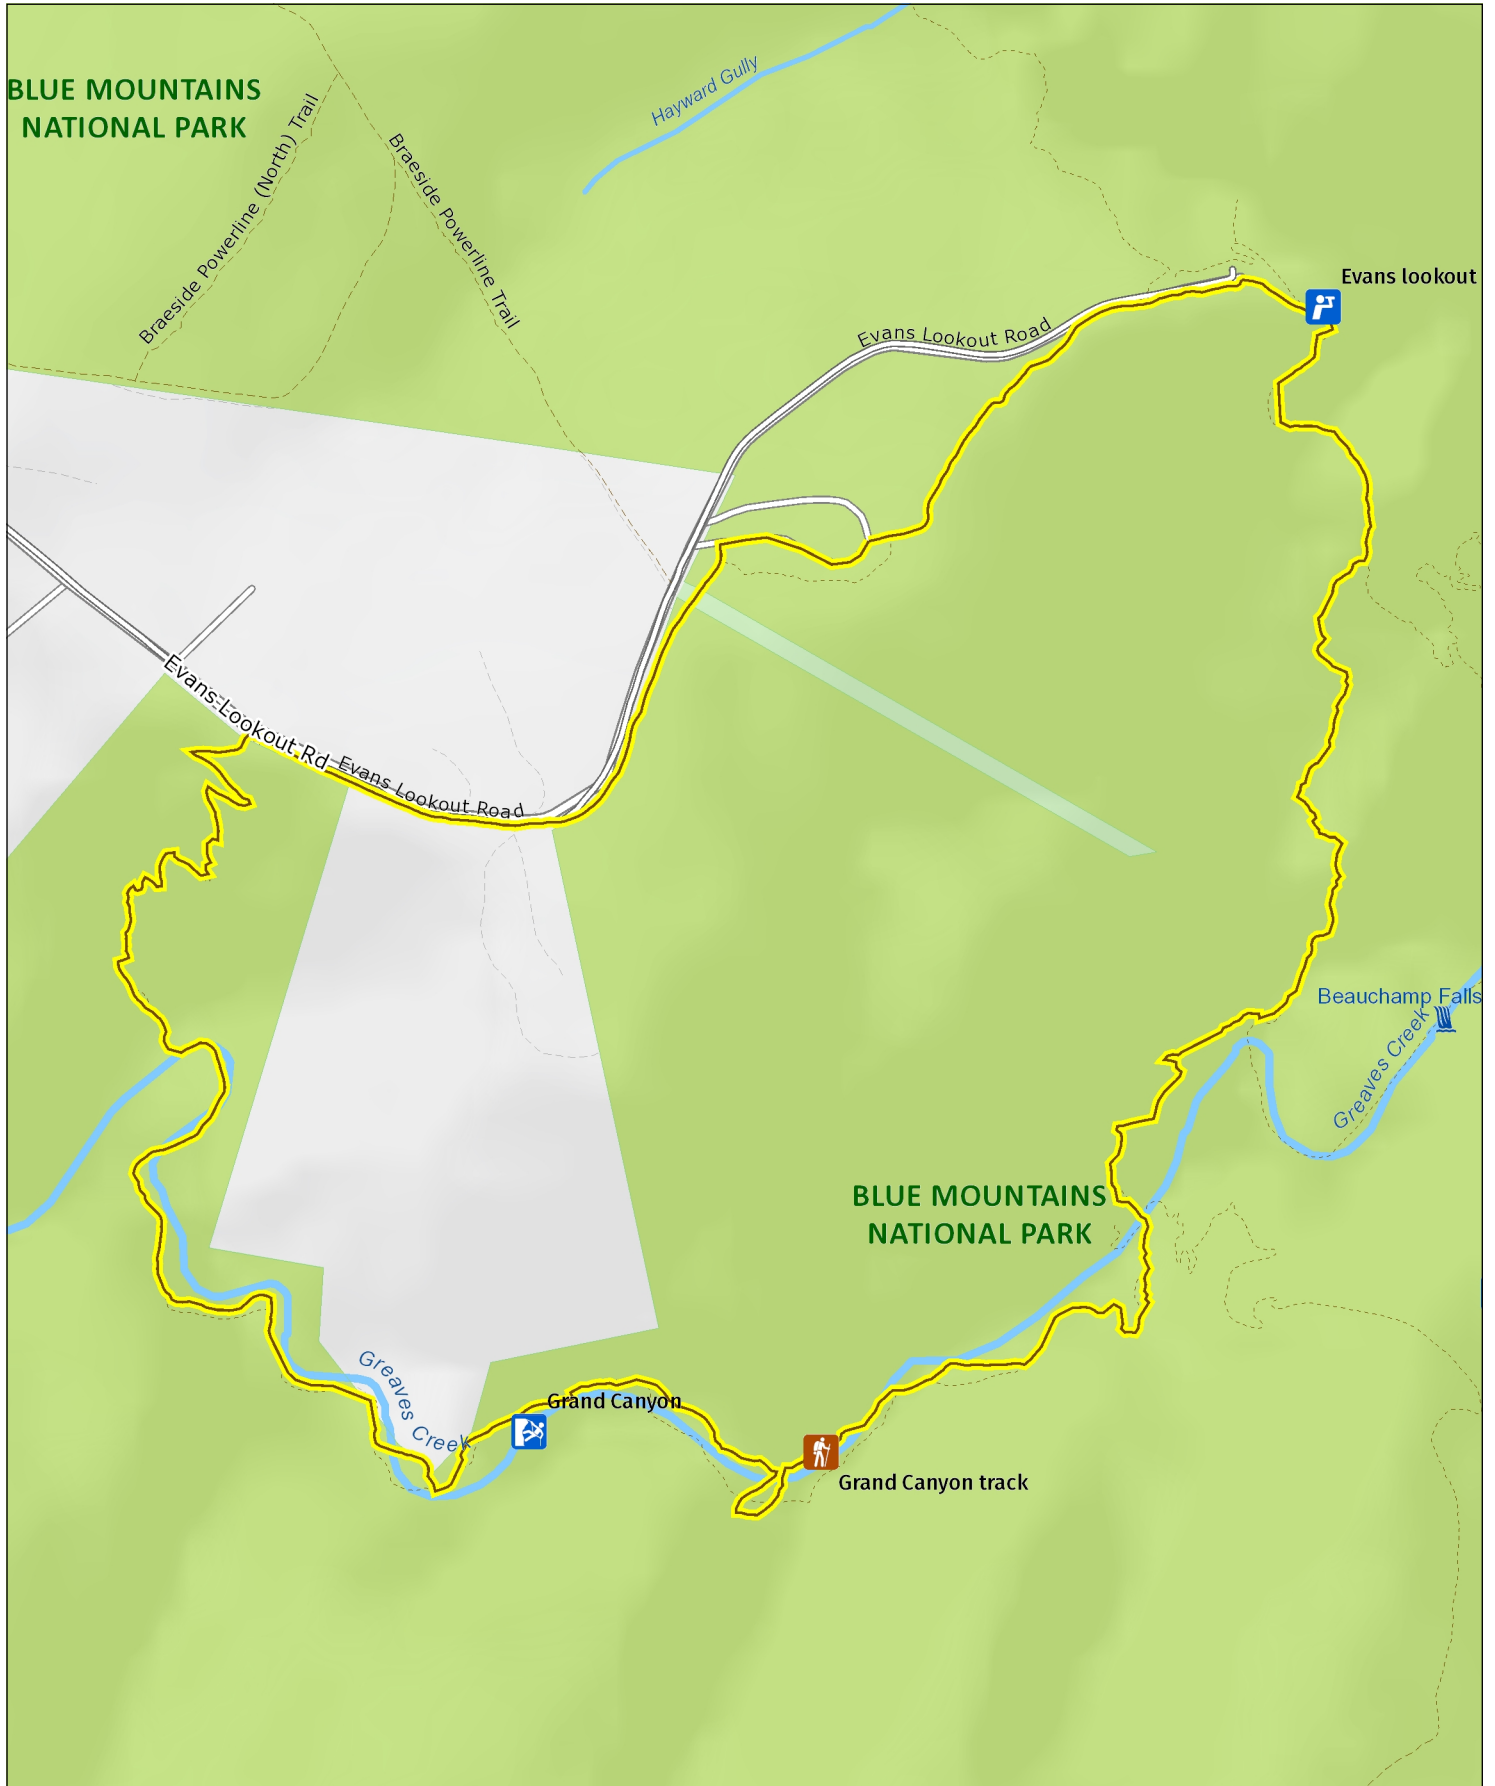 BLUE MOUNTAINS
NATIONAL PARK
Hayward Gully
Braeside Powerline (North) Trail
Braeside Powerline Trail
Evans lookout
Evans Lookout Road
Evans Lookout Rd
Evans Lookout Road
Beauchamp Falls
Greaves Creek
BLUE MOUNTAINS
NATIONAL PARK
Greaves Creek
Grand Canyon
Grand Canyon track